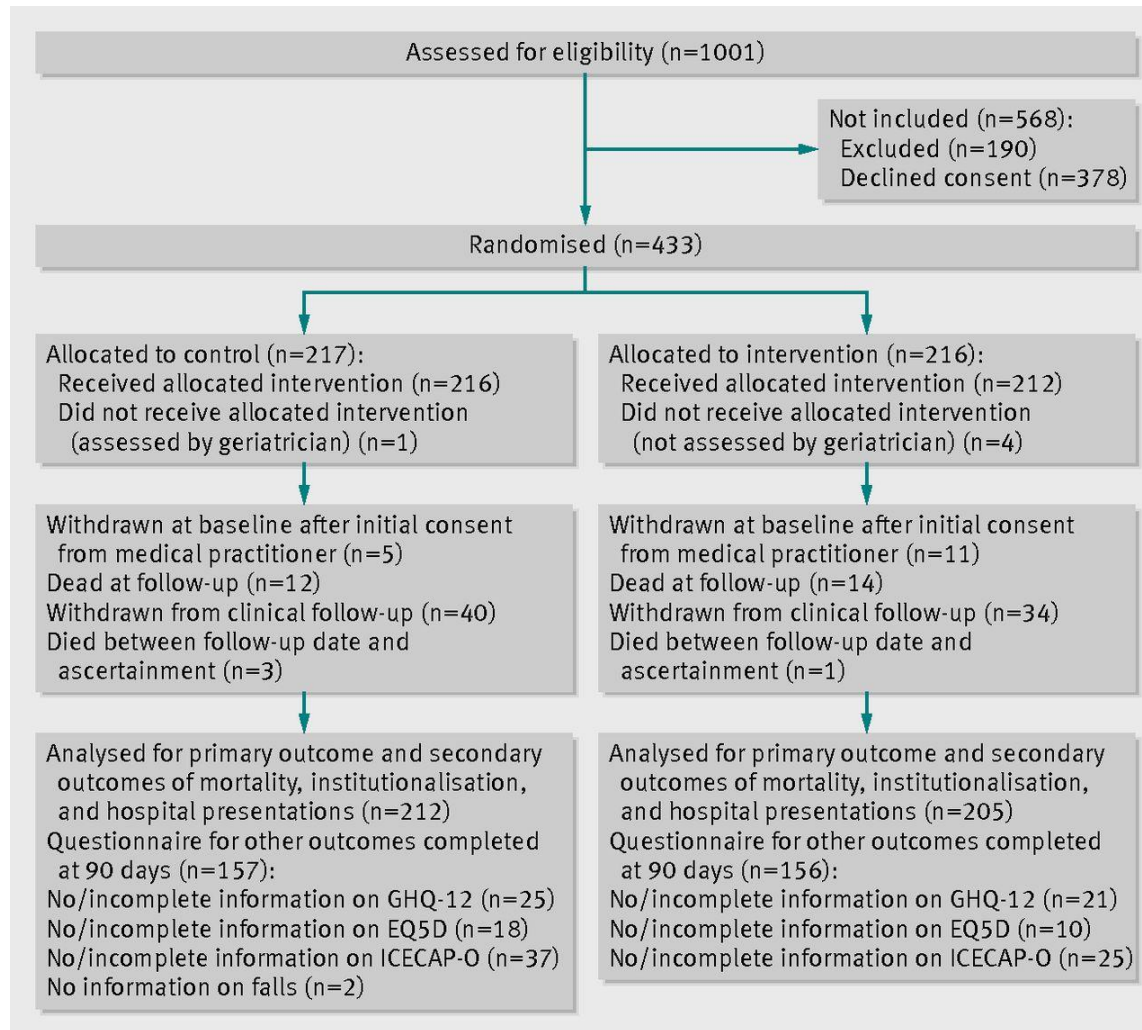 Assessed for eligibility (n=1001)
Not included (n=568):
Excluded (n=190)
Declined consent (n=378)
Randomised (n=433)
Allocated to control (n=217):
Received allocated intervention (n=216)
Did not receive allocated intervention
(assessed by geriatrician) (n=1)
Allocated to intervention (n=216):
Received allocated intervention (n=212)
Did not receive allocated intervention
(not assessed by geriatrician) (n=4)
Withdrawn at baseline after initial consent
from medical practitioner (n=5)
Dead at follow-up (n=12)
Withdrawn from clinical follow-up (n=40)
Died between follow-up date and
ascertainment (n=3)
Withdrawn at baseline after initial consent
from medical practitioner (n=11)
Dead at follow-up (n=14)
Withdrawn from clinical follow-up (n=34)
Died between follow-up date and
ascertainment (n=1)
Analysed for primary outcome and secondary
outcomes of mortality, institutionalisation,
and hospital presentations (n=212)
Questionnaire for other outcomes completed
at 90 days (n=157):
No/incomplete information on GHQ-12 (n=25)
No/incomplete information on EQ5D (n=18)
No/incomplete information on ICECAP-O (n=37)
No information on falls (n=2)
Analysed for primary outcome and secondary
outcomes of mortality, institutionalisation,
and hospital presentations (n=205)
Questionnaire for other outcomes completed
at 90 days (n=156):
No/incomplete information on GHQ-12 (n=21)
No/incomplete information on EQ5D (n=10)
No/incomplete information on ICECAP-O (n=25)